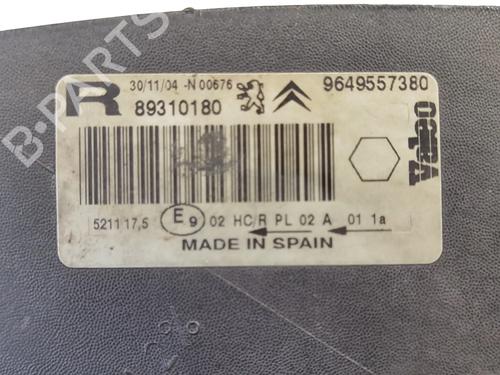 B-PARTS
R 30/11/04 -N 00676 9649557380
89310180
Valeo
521117,5 E9 02 HC/R PL 02 A 01 1a
MADE IN SPAIN